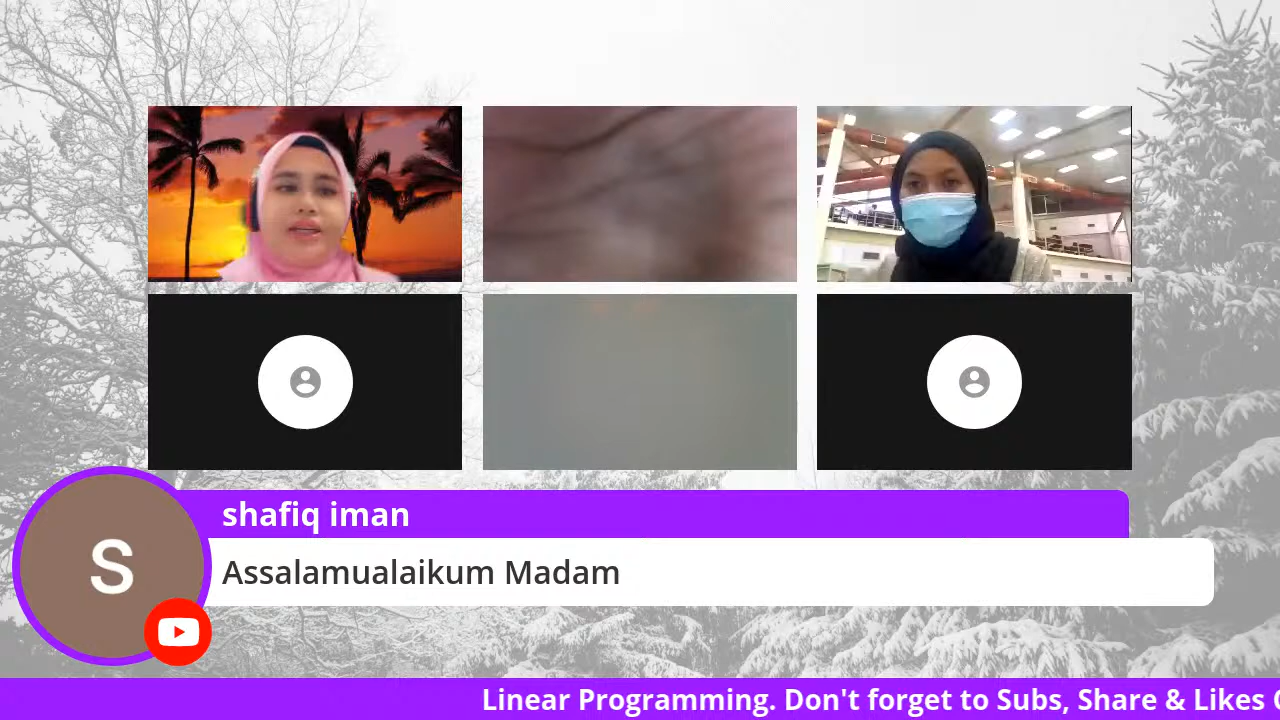 S
shafiq iman
Assalamualaikum Madam
Linear Programming. Don't forget to Subs, Share & Likes